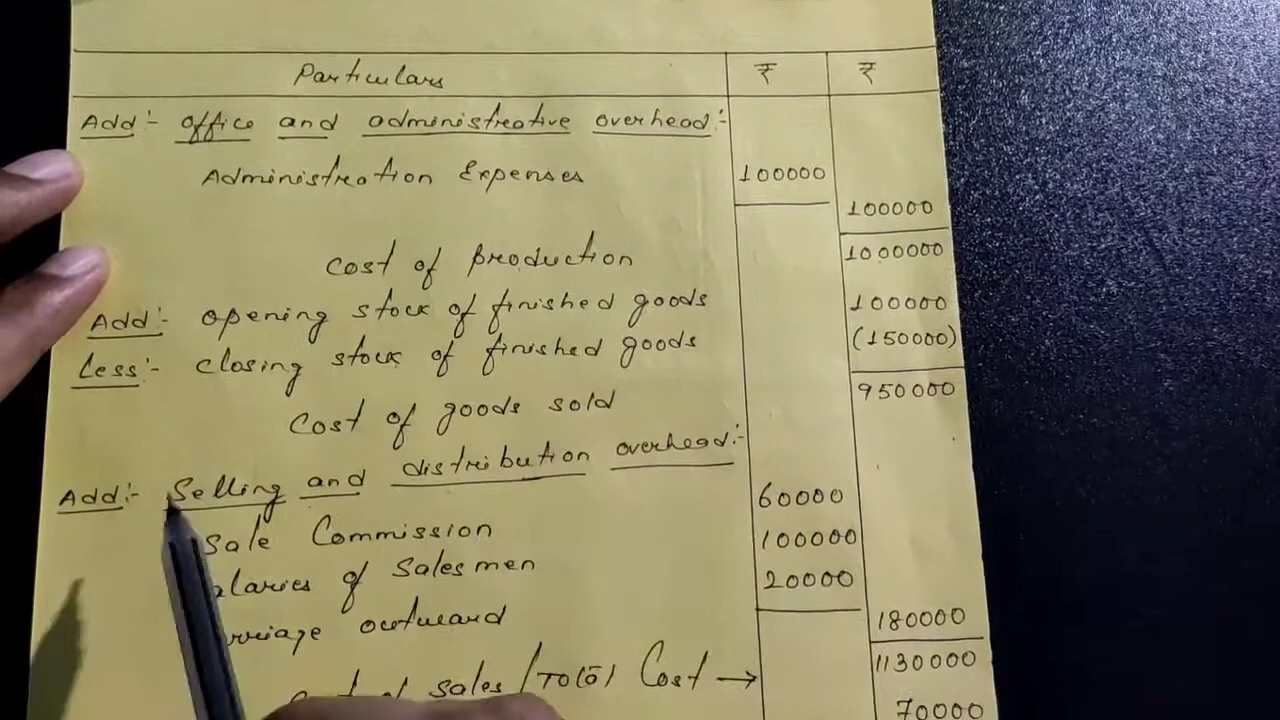 Particulars ₹ ₹
Add:- office and administrative overhead:-
Administration Expenses 100000
100000
Cost of production 1000000
Add:- opening stock of finished goods 100000
Less:- closing stock of finished goods (150000)
Cost of goods sold 950000
Add:- Selling and distribution overhead:-
Sale Commission 60000
alaries of Salesmen 100000
rriage outward 20000
180000
sales/Total Cost → 1130000
70000